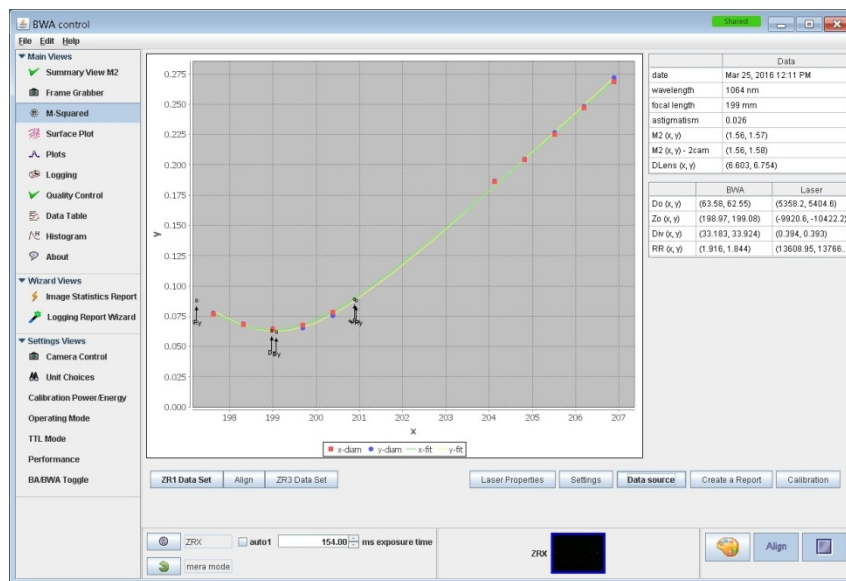 BWA control
Shared
File Edit Help
Main Views
Summary View M2
Frame Grabber
M-Squared
Surface Plot
Plots
Logging
Quality Control
Data Table
Histogram
About
Wizard Views
Image Statistics Report
Logging Report Wizard
Settings Views
Camera Control
Unit Choices
Calibration Power/Energy
Operating Mode
TTL Mode
Performance
BA/BWA Toggle
0.275
0.250
0.225
0.200
0.175
0.150
0.125
0.100
0.075
0.050
0.025
0.000
y
198 199 200 201 202 203 204 205 206 207
x
x-diam y-diam x-fit y-fit
Data
date Mar 25, 2016 12:11 PM
wavelength 1064 nm
focal length 199 mm
astigmatism 0.026
M2 (x, y) (1.56, 1.57)
M2 (x, y) - 2cam (1.56, 1.58)
DLens (x, y) (6.603, 6.754)
BWA Laser
Do (x, y) (63.58, 62.55) (5358.2, 5404.6)
Zo (x, y) (198.97, 199.08) (-9920.6, -10422.2)
Div (x, y) (33.183, 33.924) (0.394, 0.393)
RR (x, y) (1.916, 1.844) (13608.95, 13766...
ZR1 Data Set Align ZR3 Data Set Laser Properties Settings Data source Create a Report Calibration
ZRX auto1 154.00 ms exposure time
mera mode
ZRX
Align